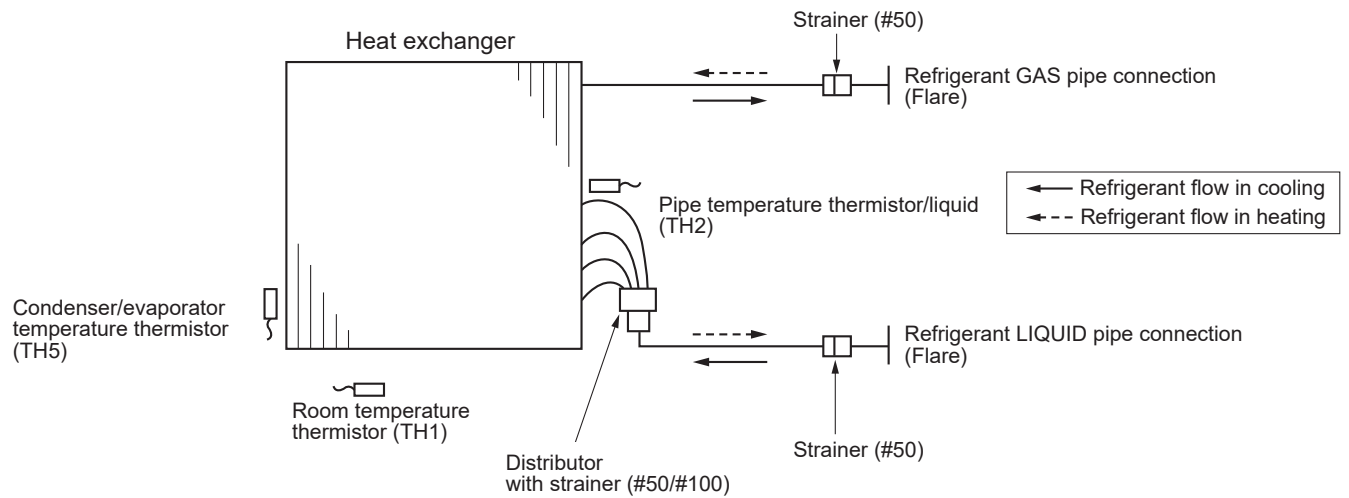 Strainer (#50)
Heat exchanger
Refrigerant GAS pipe connection
(Flare)
Refrigerant flow in cooling
Refrigerant flow in heating
Pipe temperature thermistor/liquid
(TH2)
Condenser/evaporator
temperature thermistor
(TH5)
Refrigerant LIQUID pipe connection
(Flare)
Room temperature
thermistor (TH1)
Strainer (#50)
Distributor
with strainer (#50/#100)